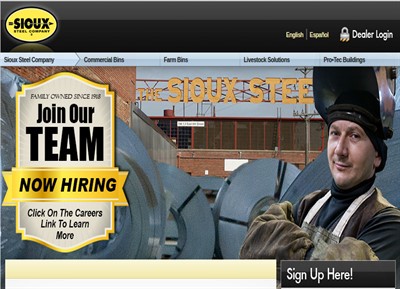 SIOUX
STEEL COMPANY
English | Español
Dealer Login
Sioux Steel Company
Commercial Bins
Farm Bins
Livestock Solutions
Pro-Tec Buildings
FAMILY OWNED SINCE 1918
Join Our
TEAM
NOW HIRING
Click On The Careers
Link To Learn
More
THE SIOUX STEE
Sign Up Here!